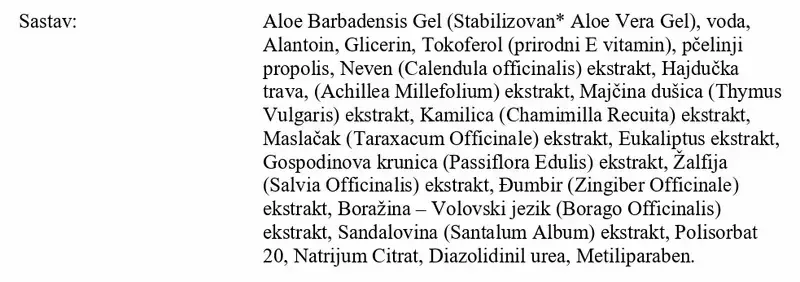 Sastav: Aloe Barbadensis Gel (Stabilizovan* Aloe Vera Gel), voda,
Alantoin, Glicerin, Tokoferol (prirodni E vitamin), pčelinji
propolis, Neven (Calendula officinalis) ekstrakt, Hajdučka
trava, (Achillea Millefolium) ekstrakt, Majčina dušica (Thymus
Vulgaris) ekstrakt, Kamilica (Chamimilla Recuita) ekstrakt,
Maslačak (Taraxacum Officinale) ekstrakt, Eukaliptus ekstrakt,
Gospodinova krunica (Passiflora Edulis) ekstrakt, Žalfija
(Salvia Officinalis) ekstrakt, Đumbir (Zingiber Officinale)
ekstrakt, Boražina – Volovski jezik (Borago Officinalis)
ekstrakt, Sandalovina (Santalum Album) ekstrakt, Polisorbat
20, Natrijum Citrat, Diazolidinil urea, Metiliparaben.